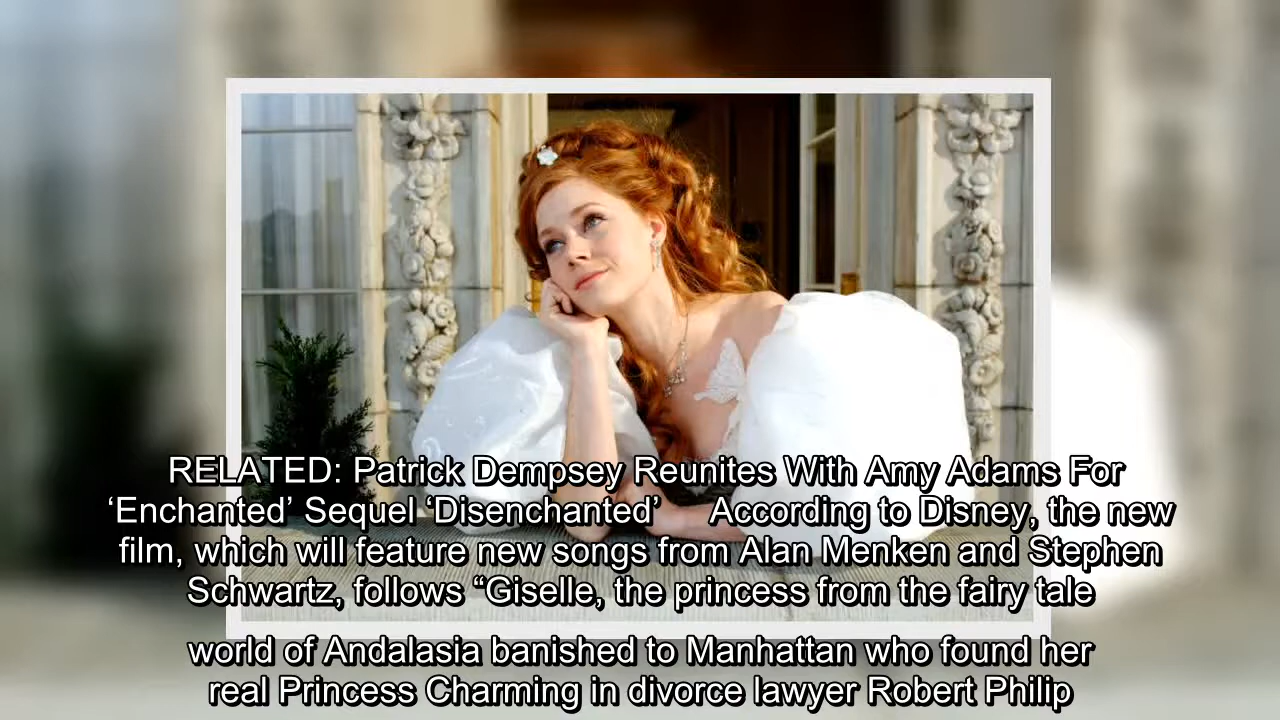 RELATED: Patrick Dempsey Reunites With Amy Adams For
‘Enchanted’ Sequel ‘Disenchanted’ According to Disney, the new
film, which will feature new songs from Alan Menken and Stephen
Schwartz, follows “Giselle, the princess from the fairy tale
world of Andalasia banished to Manhattan who found her
real Princess Charming in divorce lawyer Robert Philip